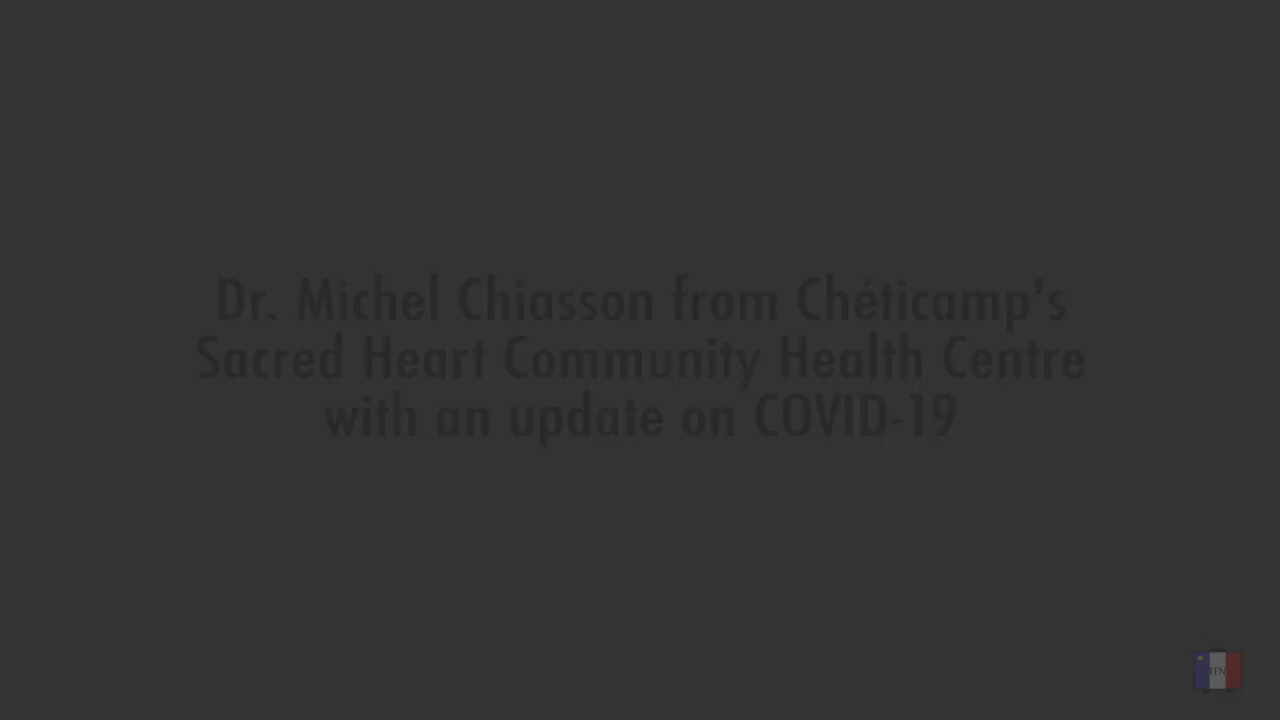 Dr. Michel Chiasson from Chéticamp's
Sacred Heart Community Health Centre
with an update on COVID-19